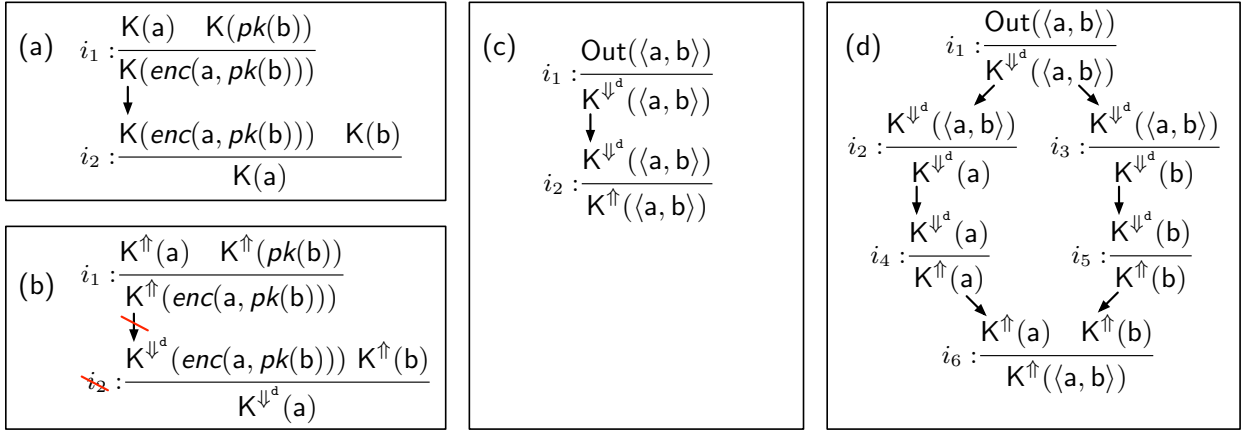 (a)
i₁ : K(a) K(pk(b))
K(enc(a, pk(b)))
i₂ : K(enc(a, pk(b))) K(b)
K(a)
(b)
i₁ : K⇑(a) K⇑(pk(b))
K⇑(enc(a, pk(b)))
i₂ : K⇓ᵈ(enc(a, pk(b))) K⇑(b)
K⇓ᵈ(a)
(c)
i₁ : Out(⟨a, b⟩)
K⇓ᵈ(⟨a, b⟩)
i₂ : K⇓ᵈ(⟨a, b⟩)
K⇑(⟨a, b⟩)
(d)
i₁ : Out(⟨a, b⟩)
K⇓ᵈ(⟨a, b⟩)
i₂ : K⇓ᵈ(⟨a, b⟩)
K⇓ᵈ(a)
i₃ : K⇓ᵈ(⟨a, b⟩)
K⇓ᵈ(b)
i₄ : K⇓ᵈ(a)
K⇑(a)
i₅ : K⇓ᵈ(b)
K⇑(b)
i₆ : K⇑(a) K⇑(b)
K⇑(⟨a, b⟩)